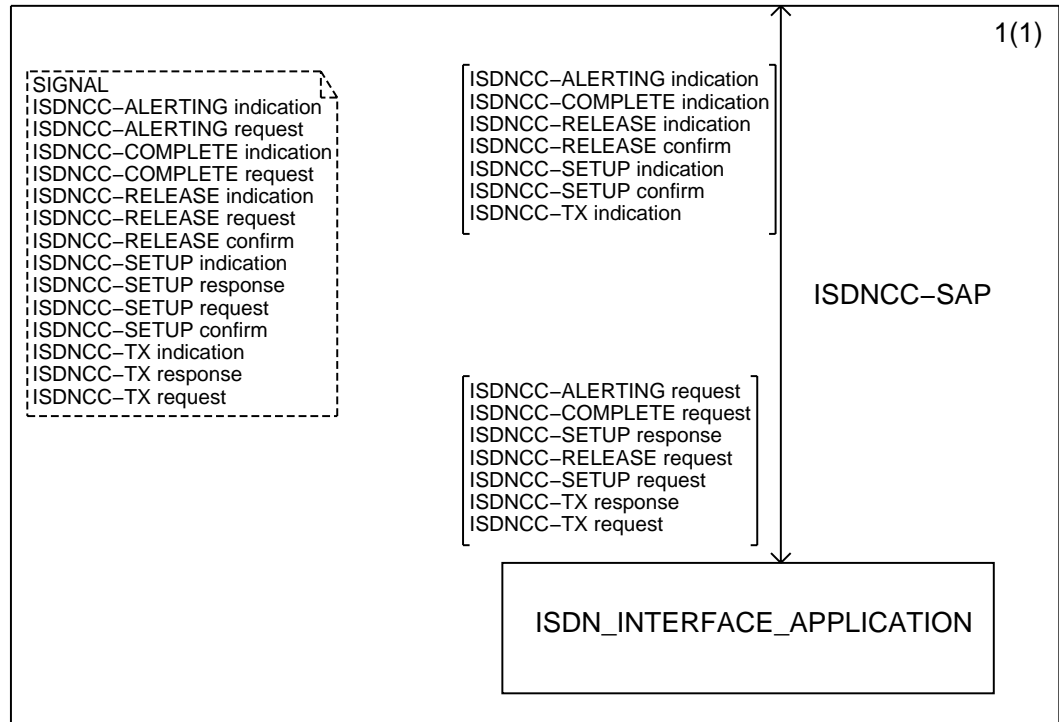 1(1)
SIGNAL
ISDNCC−ALERTING indication
ISDNCC−ALERTING request
ISDNCC−COMPLETE indication
ISDNCC−COMPLETE request
ISDNCC−RELEASE indication
ISDNCC−RELEASE request
ISDNCC−RELEASE confirm
ISDNCC−SETUP indication
ISDNCC−SETUP response
ISDNCC−SETUP request
ISDNCC−SETUP confirm
ISDNCC−TX indication
ISDNCC−TX response
ISDNCC−TX request
ISDNCC−ALERTING indication
ISDNCC−COMPLETE indication
ISDNCC−RELEASE indication
ISDNCC−RELEASE confirm
ISDNCC−SETUP indication
ISDNCC−SETUP confirm
ISDNCC−TX indication
ISDNCC−SAP
ISDNCC−ALERTING request
ISDNCC−COMPLETE request
ISDNCC−SETUP response
ISDNCC−RELEASE request
ISDNCC−SETUP request
ISDNCC−TX response
ISDNCC−TX request
ISDN_INTERFACE_APPLICATION